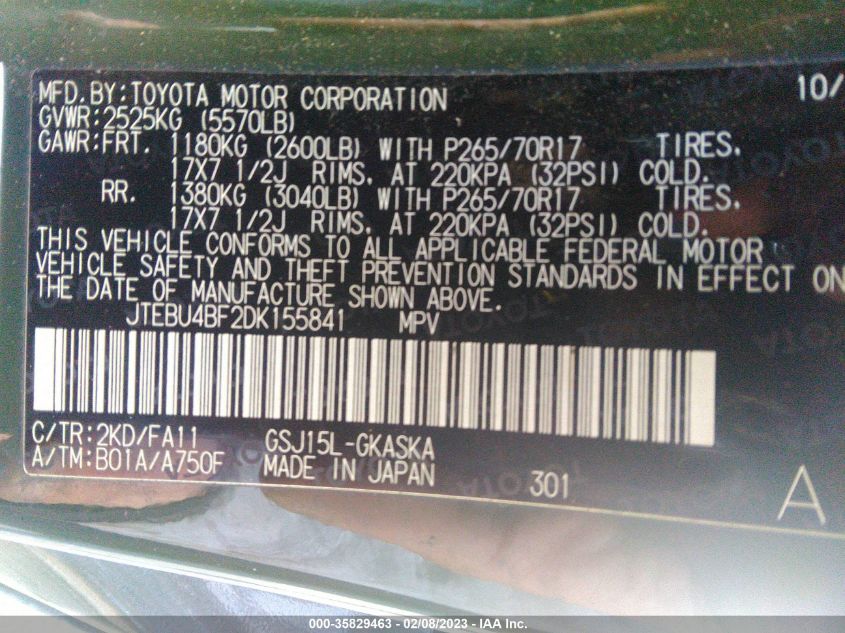 MFD. BY: TOYOTA MOTOR CORPORATION 10/
GVWR: 2525KG (5570LB)
GAWR: FRT. 1180KG (2600LB) WITH P265/70R17 TIRES,
17X7 1/2J RIMS, AT 220KPA (32PSI) COLD.
RR. 1380KG (3040LB) WITH P265/70R17 TIRES,
17X7 1/2J RIMS, AT 220KPA (32PSI) COLD.
THIS VEHICLE CONFORMS TO ALL APPLICABLE FEDERAL MOTOR
VEHICLE SAFETY AND THEFT PREVENTION STANDARDS IN EFFECT ON
THE DATE OF MANUFACTURE SHOWN ABOVE.
JTEBU4BF2DK155841 MPV
C/TR: 2KD/FA11 GSJ15L-GKASKA
A/TM: B01A/A750F MADE IN JAPAN 301
A
000-35829463 - 02/08/2023 - IAA Inc.